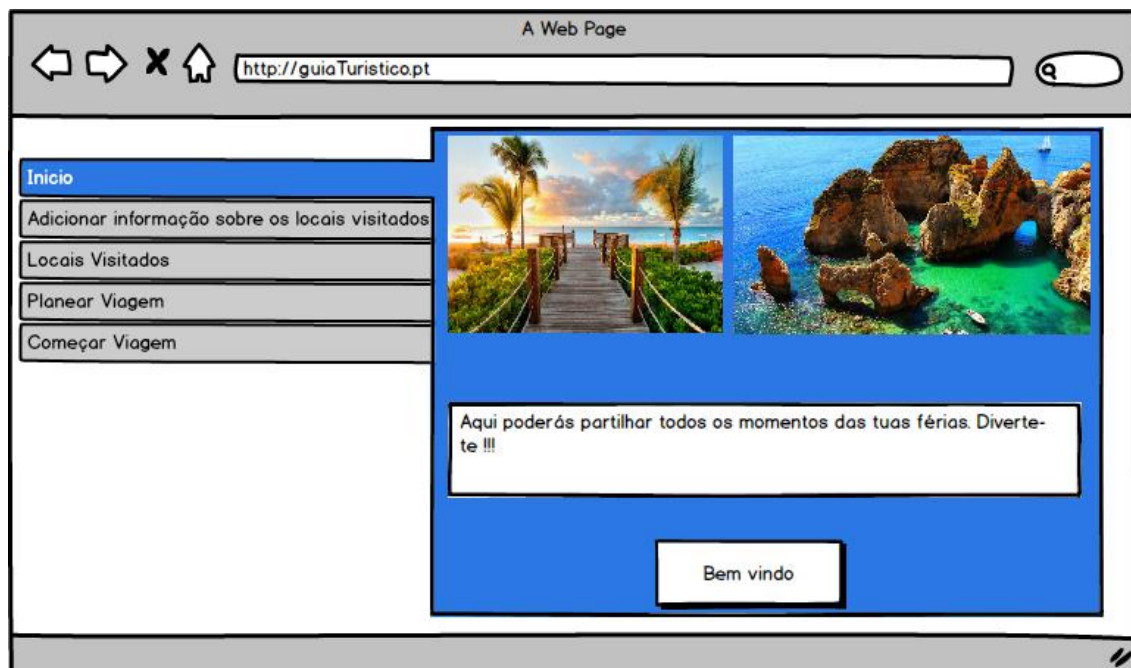 A Web Page
http://guiaTuristico.pt
Inicio
Adicionar informação sobre os locais visitados
Locais Visitados
Planear Viagem
Começar Viagem
Aqui poderás partilhar todos os momentos das tuas férias. Diverte-
te !!!
Bem vindo